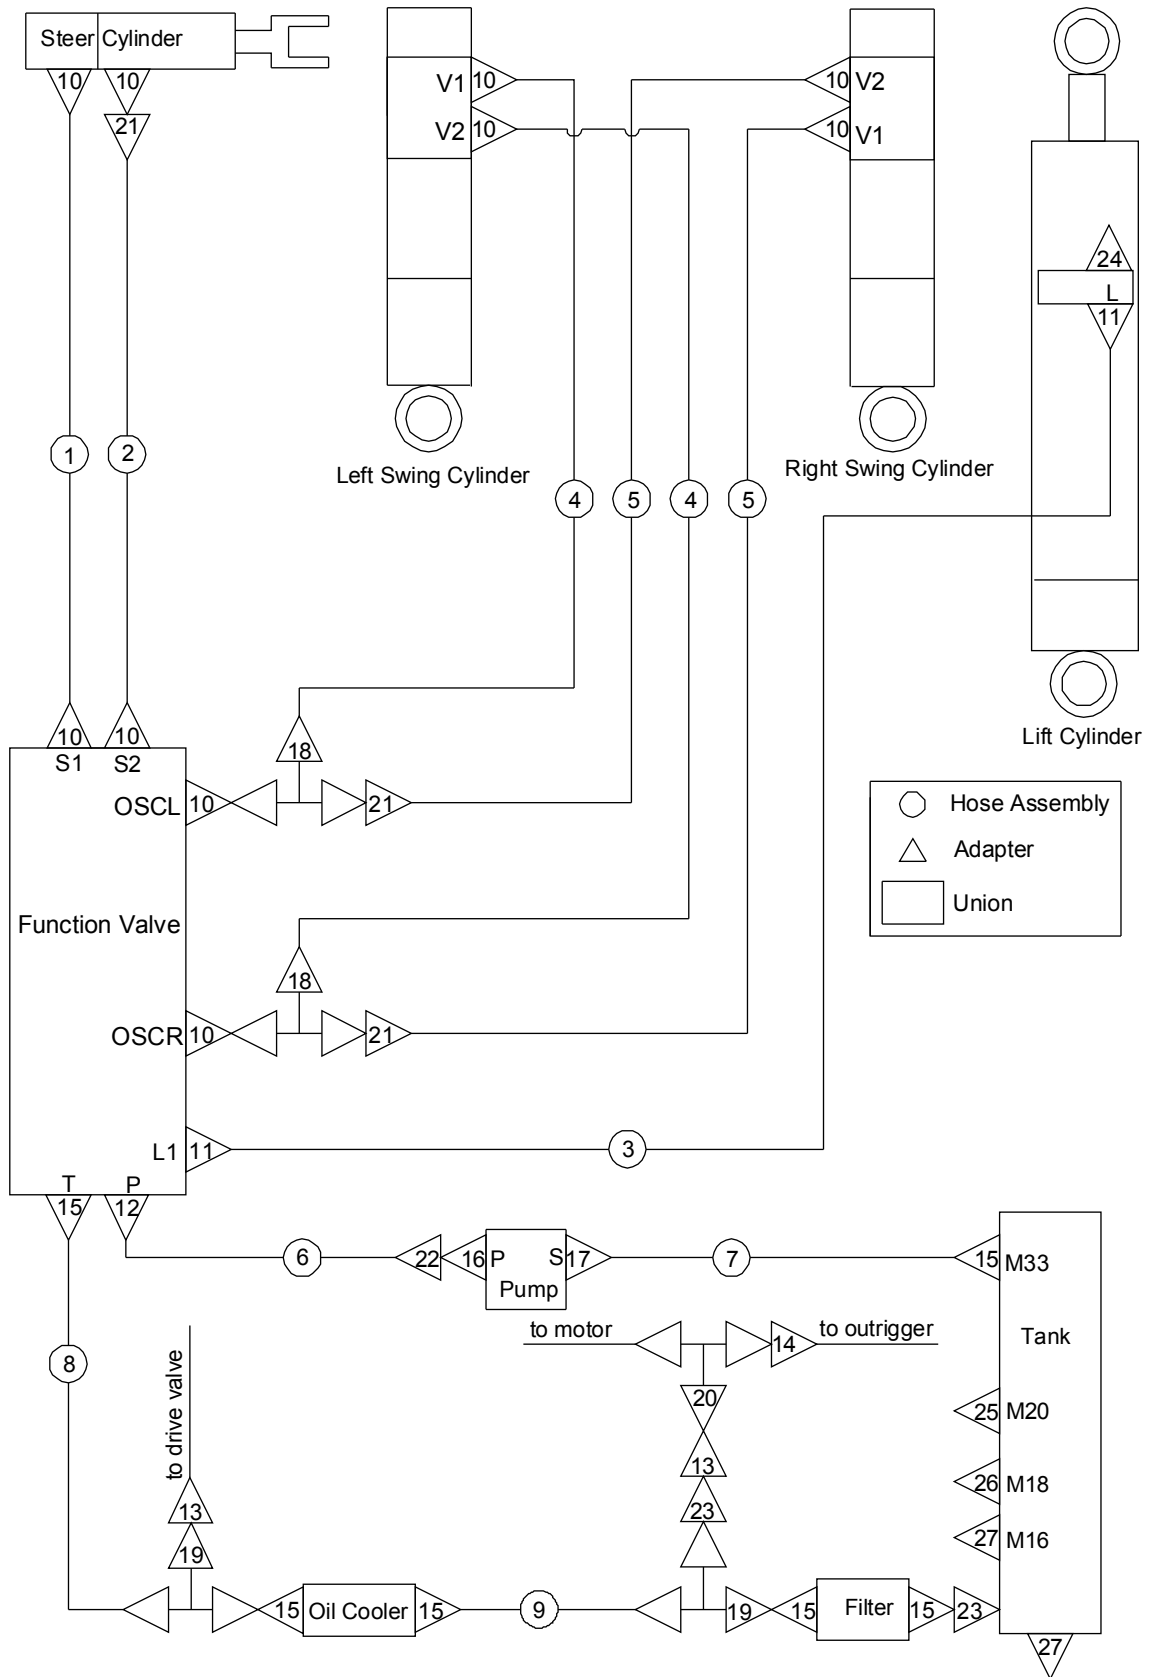 Steer Cylinder
10
10
21
V1
10
V2
10
10
V2
10
V1
24
L
11
1
2
Left Swing Cylinder
Right Swing Cylinder
4
5
4
5
Lift Cylinder
10
10
S1
S2
18
OSCL
10
21
Hose Assembly
Adapter
Union
Function Valve
18
OSCR
10
21
L1
11
3
T
P
15
12
6
22
16
P
S
17
Pump
7
15
M33
to motor
to outrigger
14
Tank
8
to drive valve
20
25
M20
13
26
M18
13
23
27
M16
19
15
Oil Cooler
15
9
19
15
Filter
15
23
27